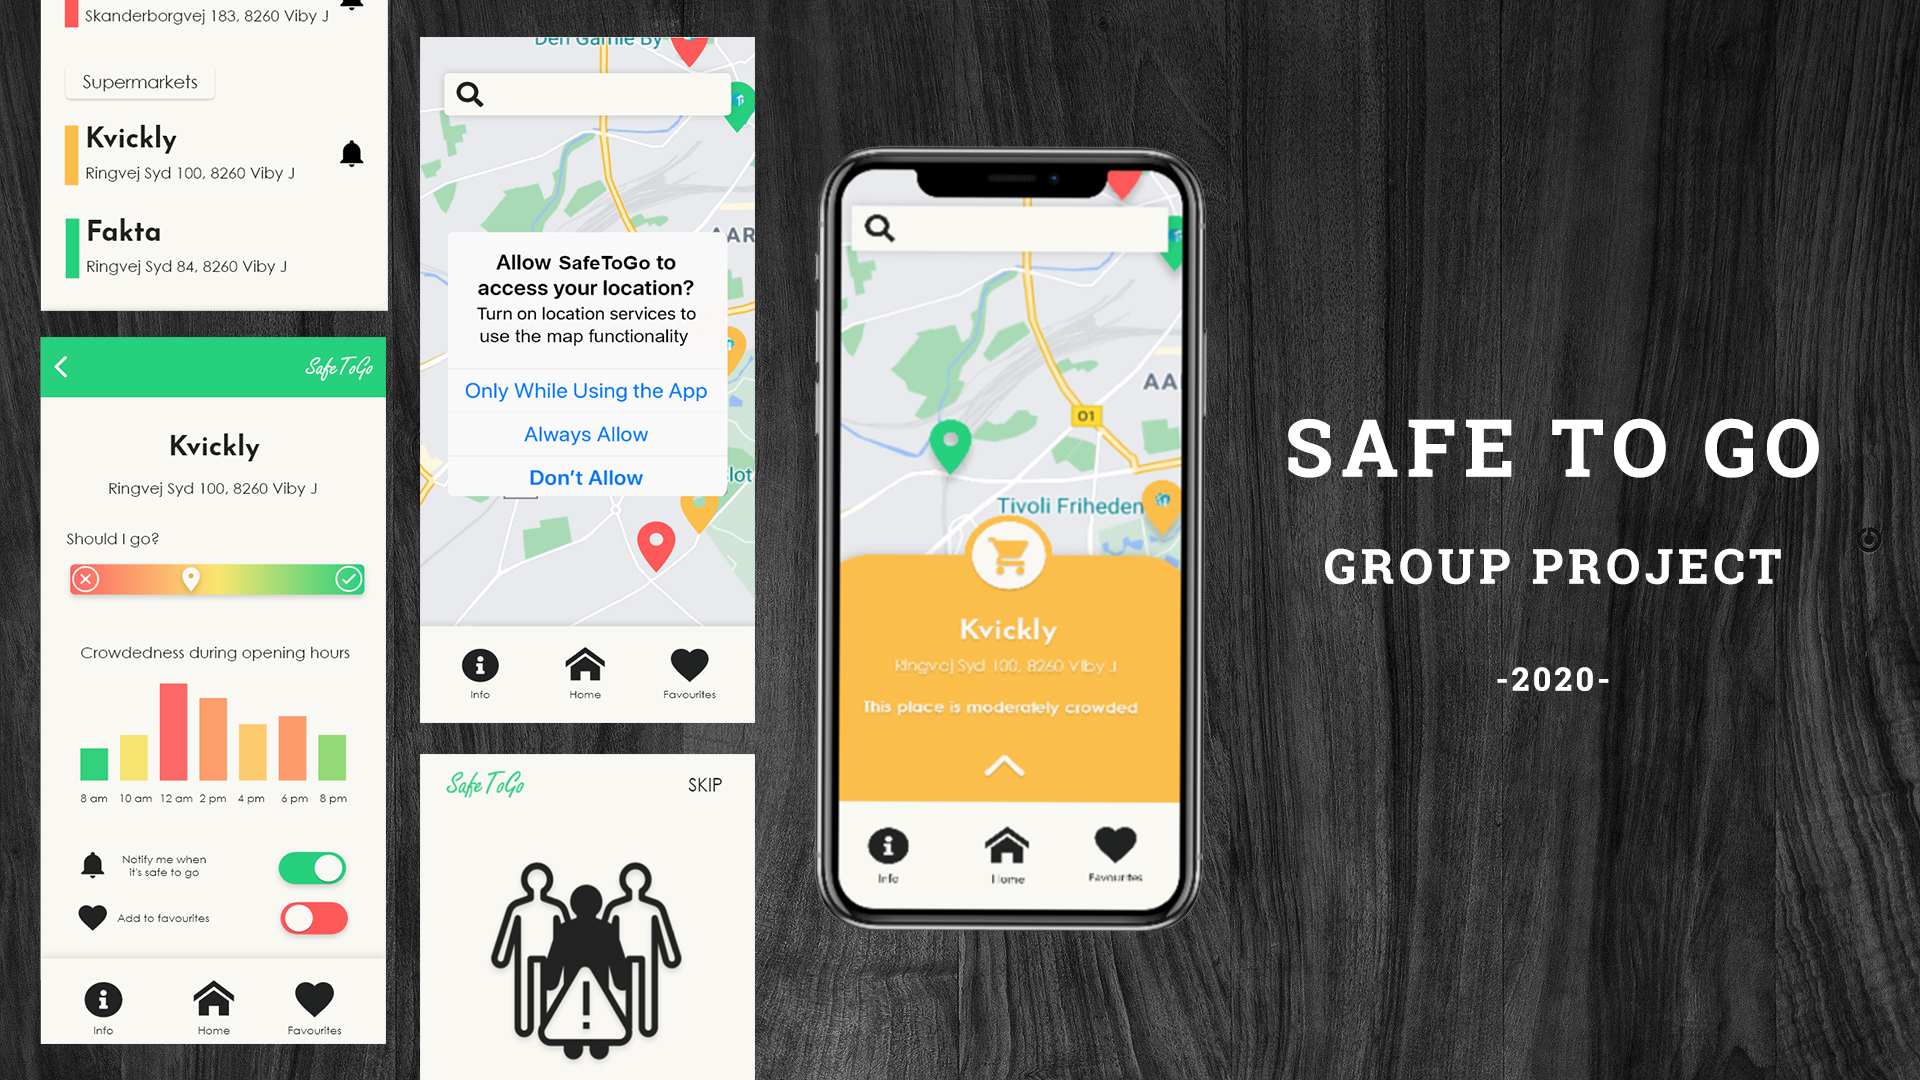 Skanderborgvej 183, 8260 Viby J
Supermarkets
Kvickly
Ringvej Syd 100, 8260 Viby J
Fakta
Ringvej Syd 84, 8260 Viby J
SafeToGo
Kvickly
Ringvej Syd 100, 8260 Viby J
Should I go?
Crowdedness during opening hours
8 am 10 am 12 am 2 pm 4 pm 6 pm 8 pm
Notify me when
it's safe to go
Add to favourites
Info Home Favourites
Den Gamle By
AAR
Allow SafeToGo to
access your location?
Turn on location services to
use the map functionality
Only While Using the App
Always Allow
Don't Allow
Slot
Info Home Favourites
SafeToGo SKIP
!
AA
01
Tivoli Friheden
Kvickly
Ringvej Syd 100, 8260 Viby J
This place is moderately crowded
Info Home Favourites
SAFE TO GO
GROUP PROJECT
-2020-